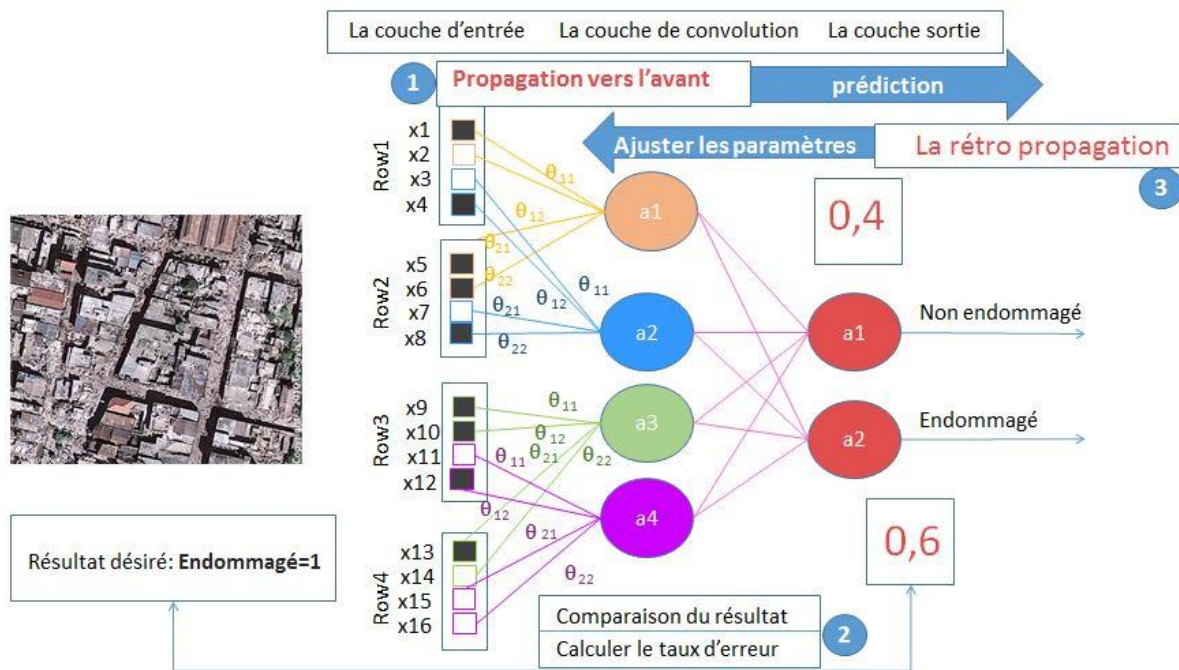 La couche d'entrée La couche de convolution La couche sortie
1 Propagation vers l'avant prédiction
Ajuster les paramètres La rétro propagation
3
Row1
x1
x2
x3
x4
θ11
θ12
θ21
θ22
a1
0,4
Row2
x5
x6
x7
x8
θ11
θ12
θ21
θ22
a2
a1
Non endommagé
Row3
x9
x10
x11
x12
θ11
θ12
θ21
θ22
a3
a2
Endommagé
θ11
θ12
θ21
θ22
a4
Row4
x13
x14
x15
x16
0,6
Résultat désiré: Endommagé=1
Comparaison du résultat
Calculer le taux d'erreur
2